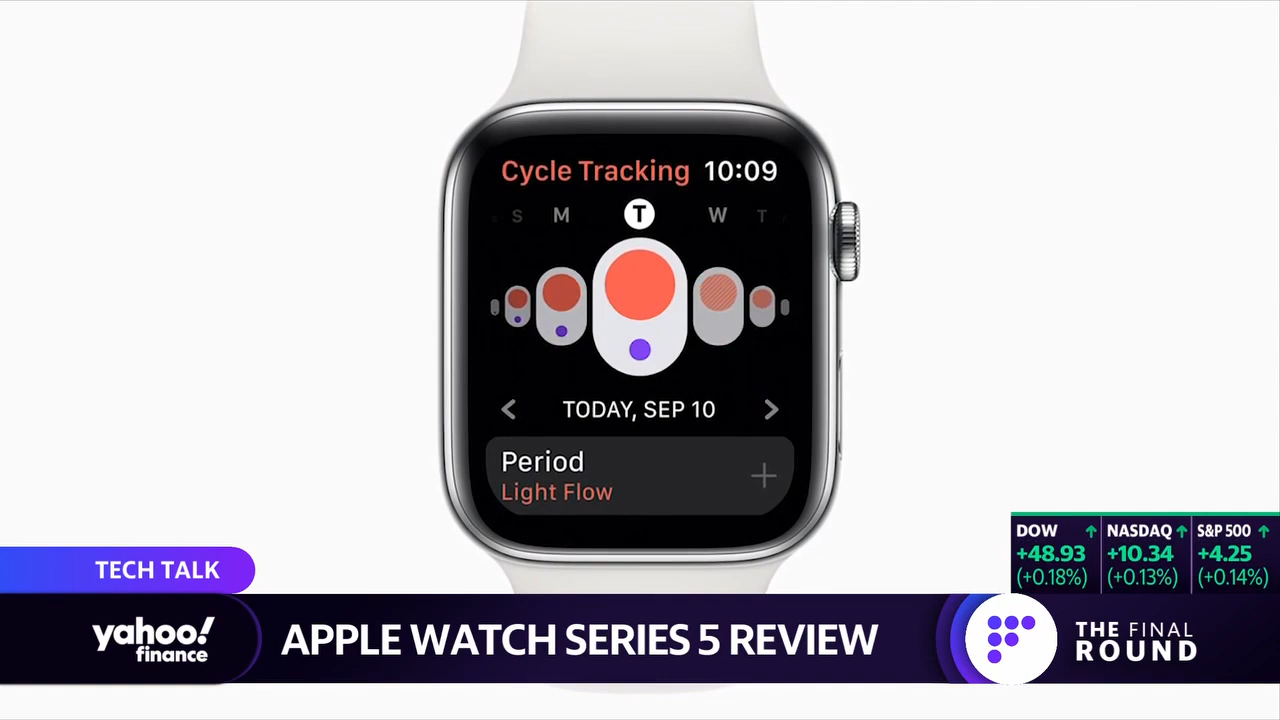 Cycle Tracking 10:09
S M T W T
TODAY, SEP 10
Period
Light Flow
DOW NASDAQ S&P 500
+48.93 +10.34 +4.25
(+0.18%) (+0.13%) (+0.14%)
TECH TALK
yahoo!
finance
APPLE WATCH SERIES 5 REVIEW
THE FINAL
ROUND